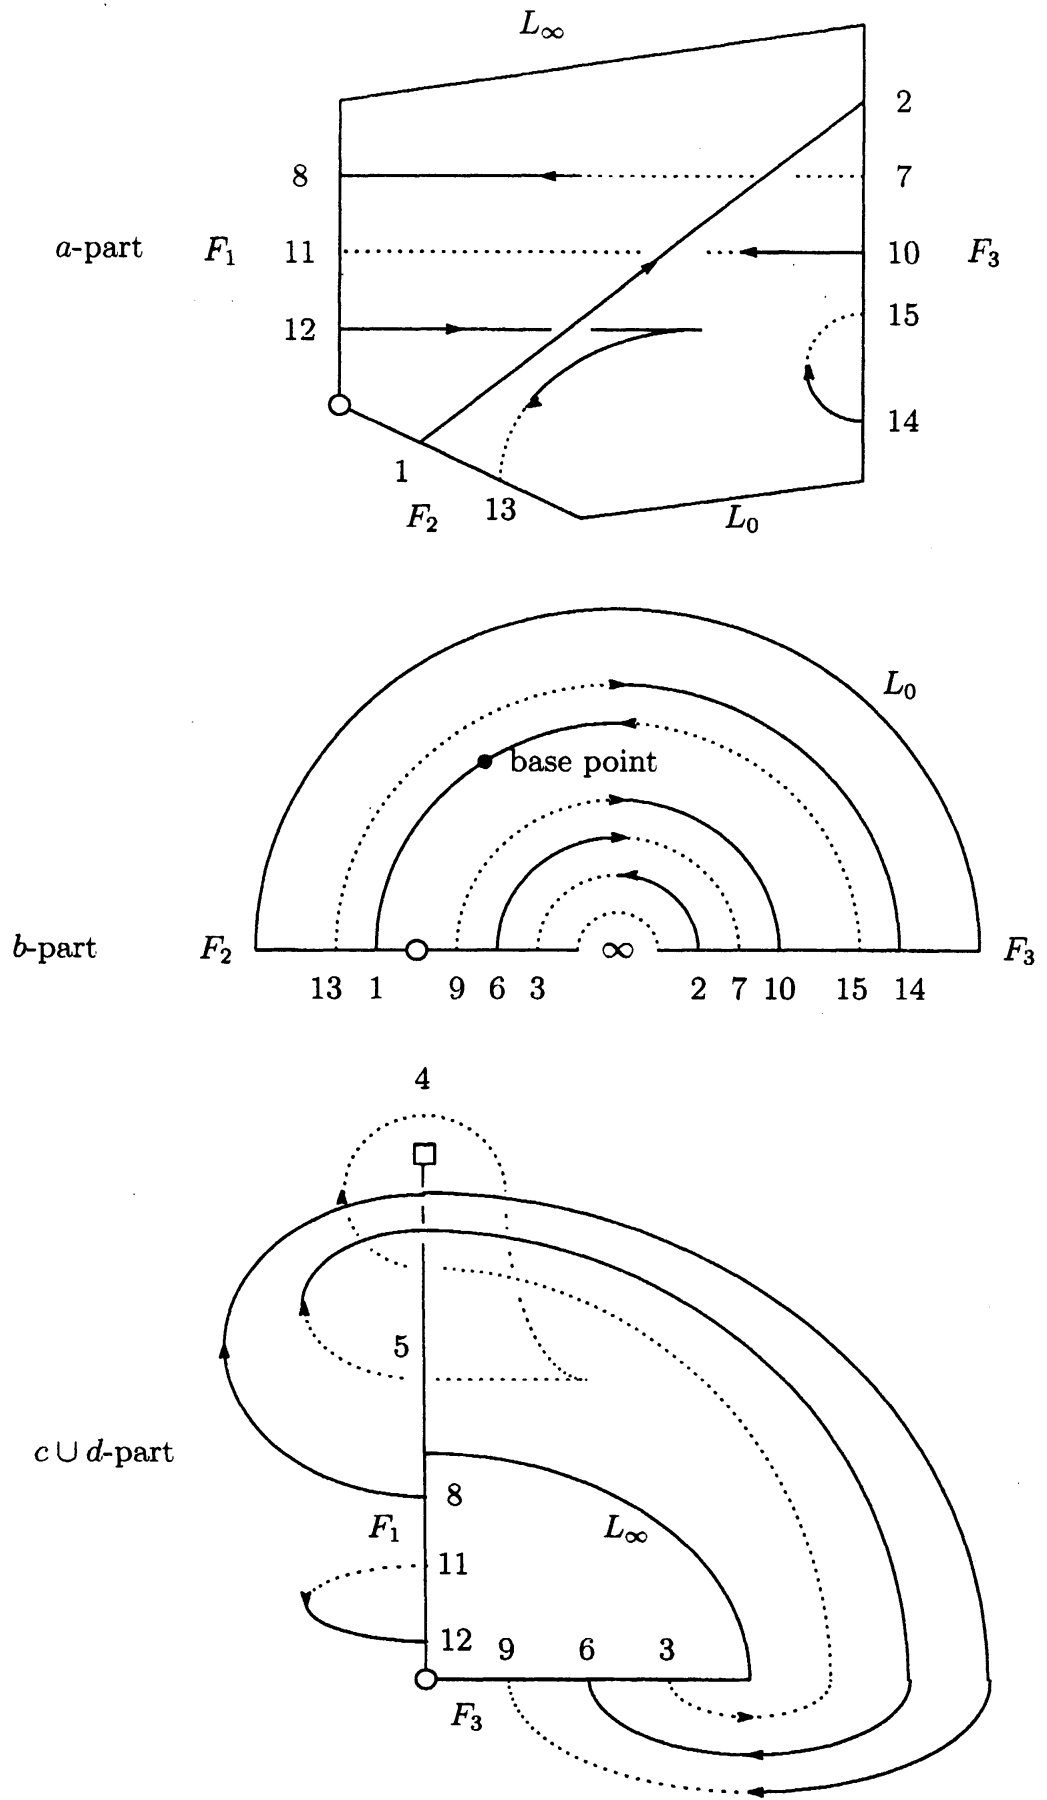 L∞
2
8 7
a-part F₁ 11 10 F₃
15
12
14
1
13
F₂ L₀
L₀
base point
b-part F₂ ∞ F₃
13 1 9 6 3 2 7 10 15 14
4
5
c ∪ d-part
8
F₁ L∞
11
12 9 6 3
F₃